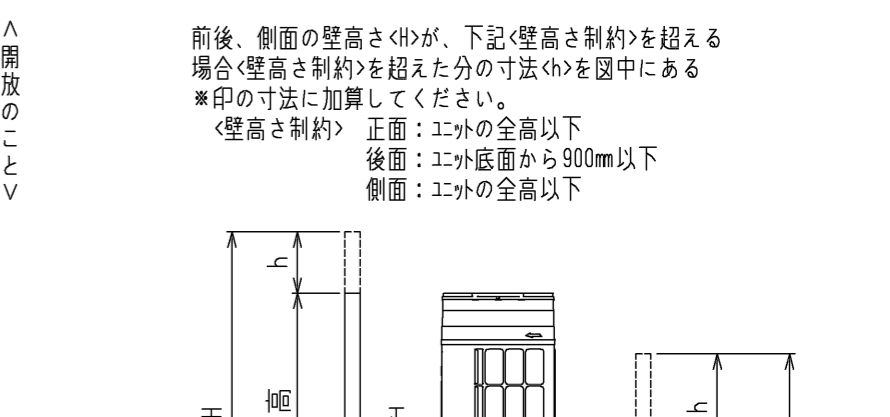 <開放のこと>
前後、側面の壁高さ<H>が、下記<壁高さ制約>を超える
場合<壁高さ制約>を超えた分の寸法<h>を図中にある
※印の寸法に加算してください。
<壁高さ制約> 正面：ユニットの全高以下
後面：ユニット底面から900㎜以下
側面：ユニットの全高以下
h
高
H
h